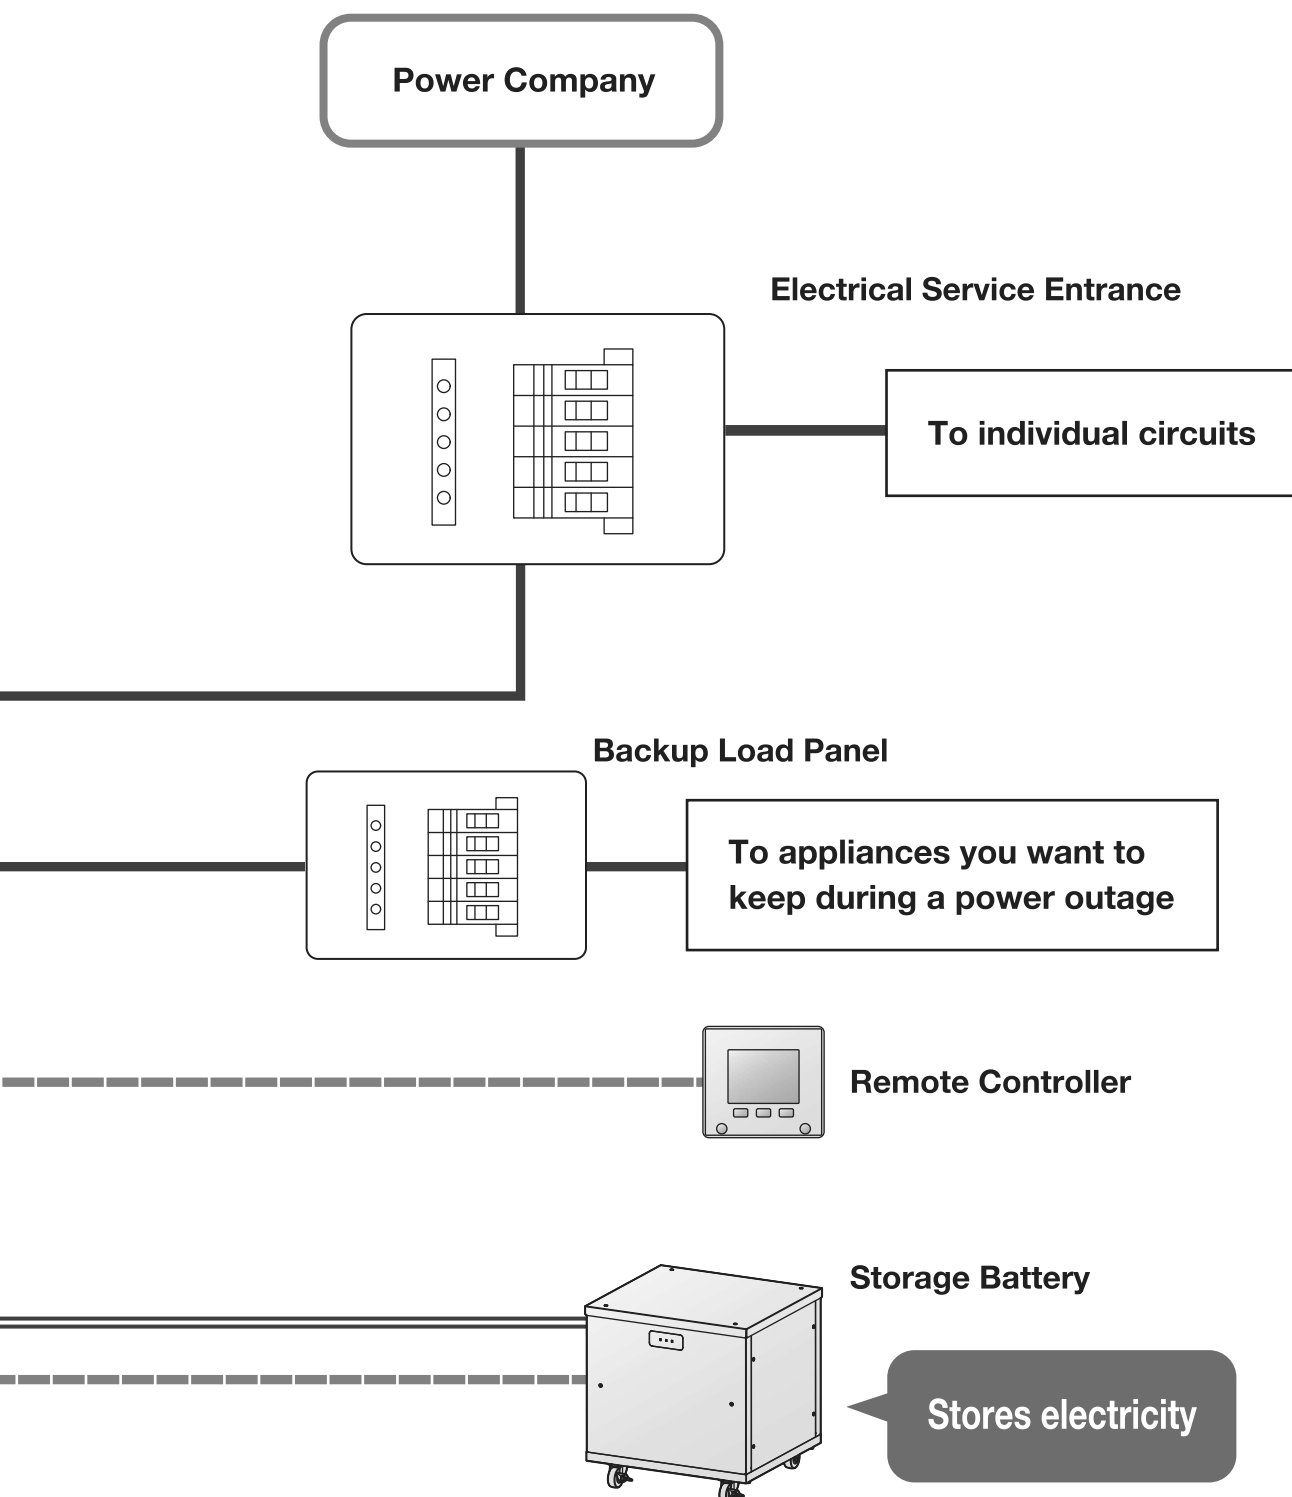 Power Company
Electrical Service Entrance
To individual circuits
Backup Load Panel
To appliances you want to
keep during a power outage
Remote Controller
Storage Battery
Stores electricity